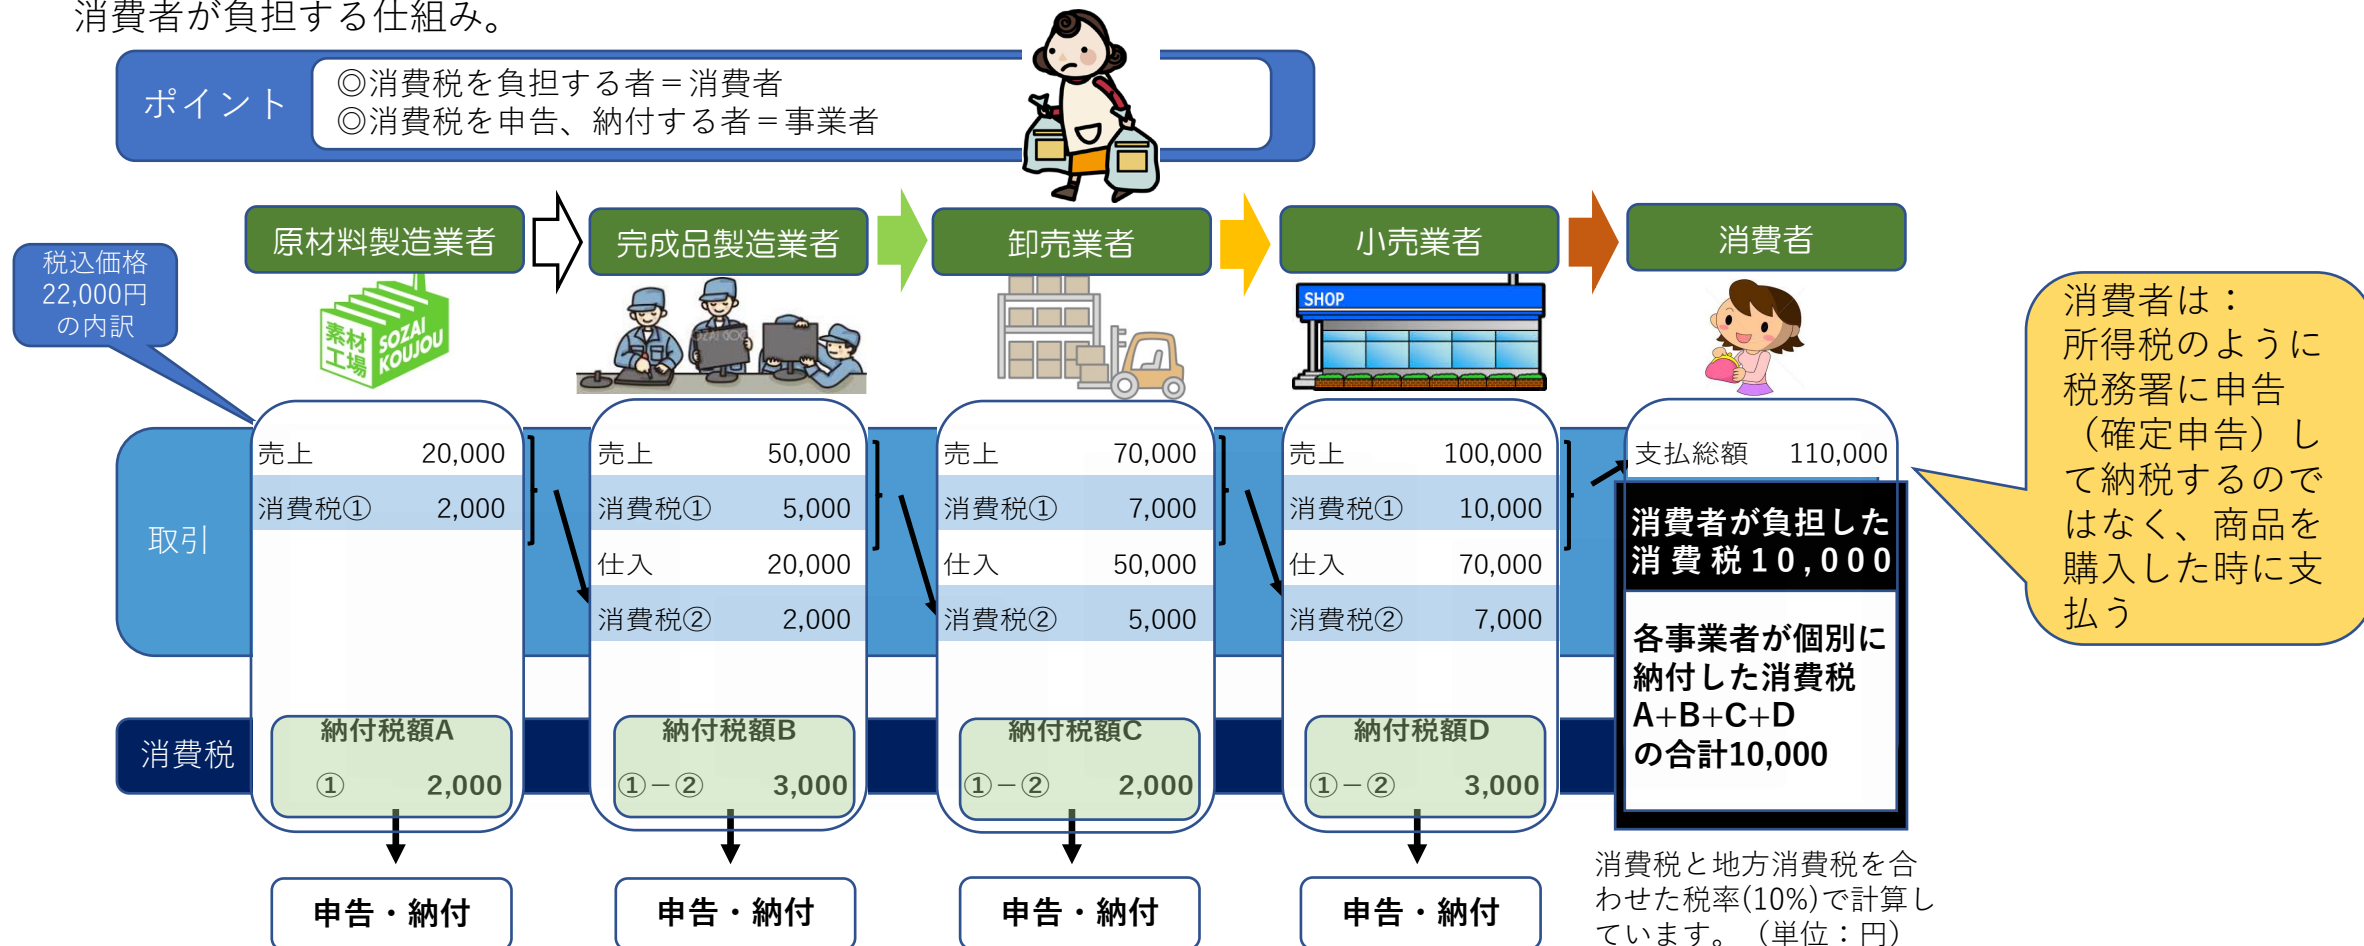 消費者が負担する仕組み。
ポイント
◎消費税を負担する者＝消費者
◎消費税を申告、納付する者＝事業者
原材料製造業者
完成品製造業者
卸売業者
小売業者
消費者
税込価格
22,000円
の内訳
素材
工場
SOZAI
KOUJOU
SHOP
消費者は：
所得税のように
税務署に申告
（確定申告）し
て納税するので
はなく、商品を
購入した時に支
払う
取引
売上 20,000
消費税① 2,000
売上 50,000
消費税① 5,000
仕入 20,000
消費税② 2,000
売上 70,000
消費税① 7,000
仕入 50,000
消費税② 5,000
売上 100,000
消費税① 10,000
仕入 70,000
消費税② 7,000
支払総額 110,000
消費者が負担した
消費税10,000
各事業者が個別に
納付した消費税
A+B+C+D
の合計10,000
消費税
納付税額A
① 2,000
納付税額B
①－② 3,000
納付税額C
①－② 2,000
納付税額D
①－② 3,000
申告・納付
申告・納付
申告・納付
申告・納付
消費税と地方消費税を合
わせた税率(10%)で計算し
ています。（単位：円）